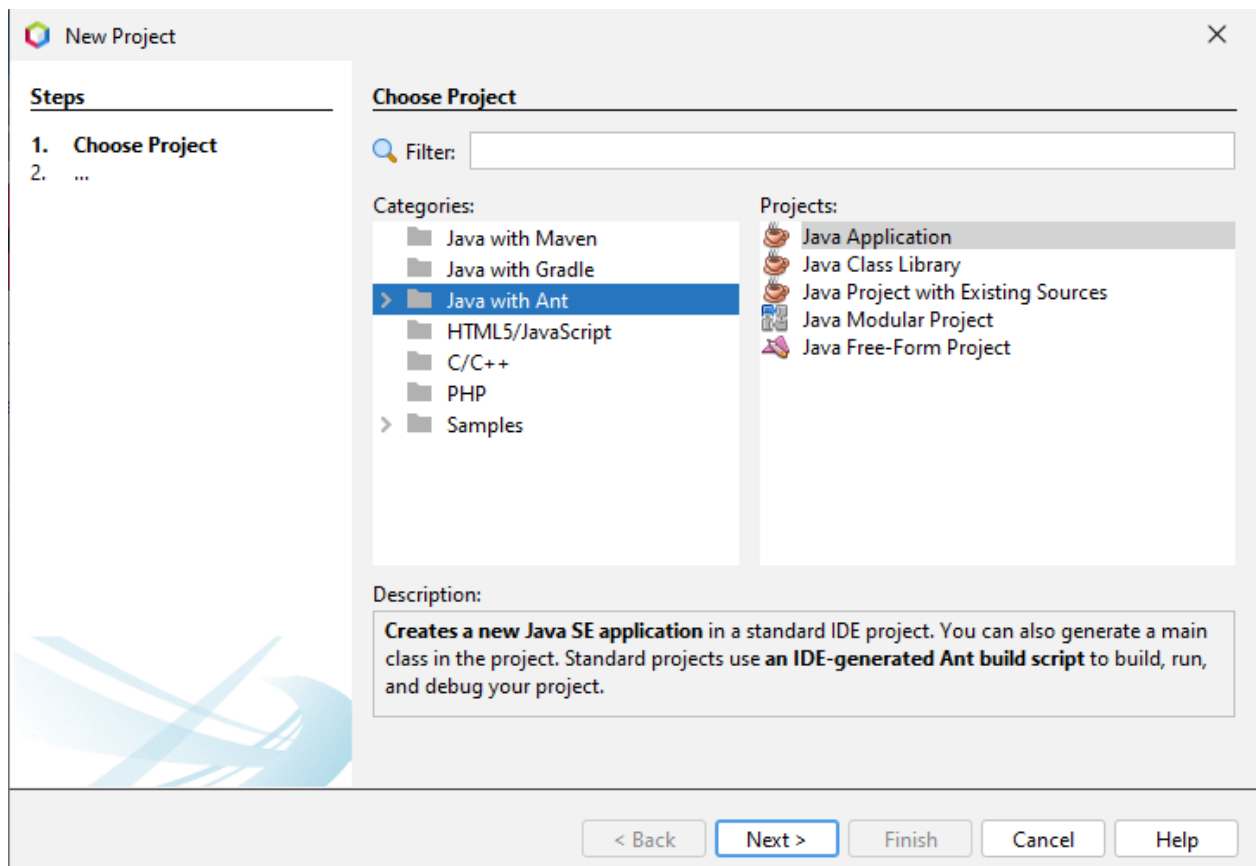 New Project
Steps
1. Choose Project
2. ...
Choose Project
Filter:
Categories:
Java with Maven
Java with Gradle
Java with Ant
HTML5/JavaScript
C/C++
PHP
Samples
Projects:
Java Application
Java Class Library
Java Project with Existing Sources
Java Modular Project
Java Free-Form Project
Description:
Creates a new Java SE application in a standard IDE project. You can also generate a main
class in the project. Standard projects use an IDE-generated Ant build script to build, run,
and debug your project.
< Back Next > Finish Cancel Help